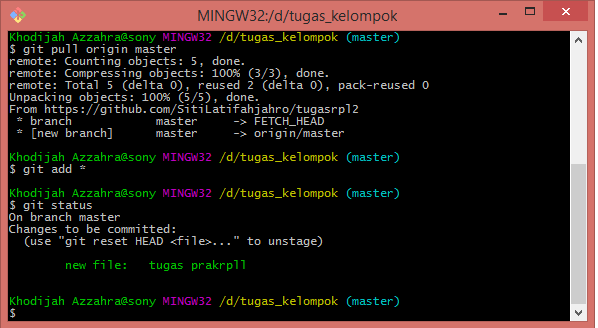 MINGW32:/d/tugas_kelompok
Khodijah Azzahra@sony MINGW32 /d/tugas_kelompok (master)
$ git pull origin master
remote: Counting objects: 5, done.
remote: Compressing objects: 100% (3/3), done.
remote: Total 5 (delta 0), reused 2 (delta 0), pack-reused 0
Unpacking objects: 100% (5/5), done.
From https://github.com/SitiLatifahjahro/tugasrpl2
 * branch            master     -> FETCH_HEAD
 * [new branch]      master     -> origin/master
Khodijah Azzahra@sony MINGW32 /d/tugas_kelompok (master)
$ git add *
Khodijah Azzahra@sony MINGW32 /d/tugas_kelompok (master)
$ git status
On branch master
Changes to be committed:
  (use "git reset HEAD <file>..." to unstage)
        new file:   tugas prakrpll
Khodijah Azzahra@sony MINGW32 /d/tugas_kelompok (master)
$